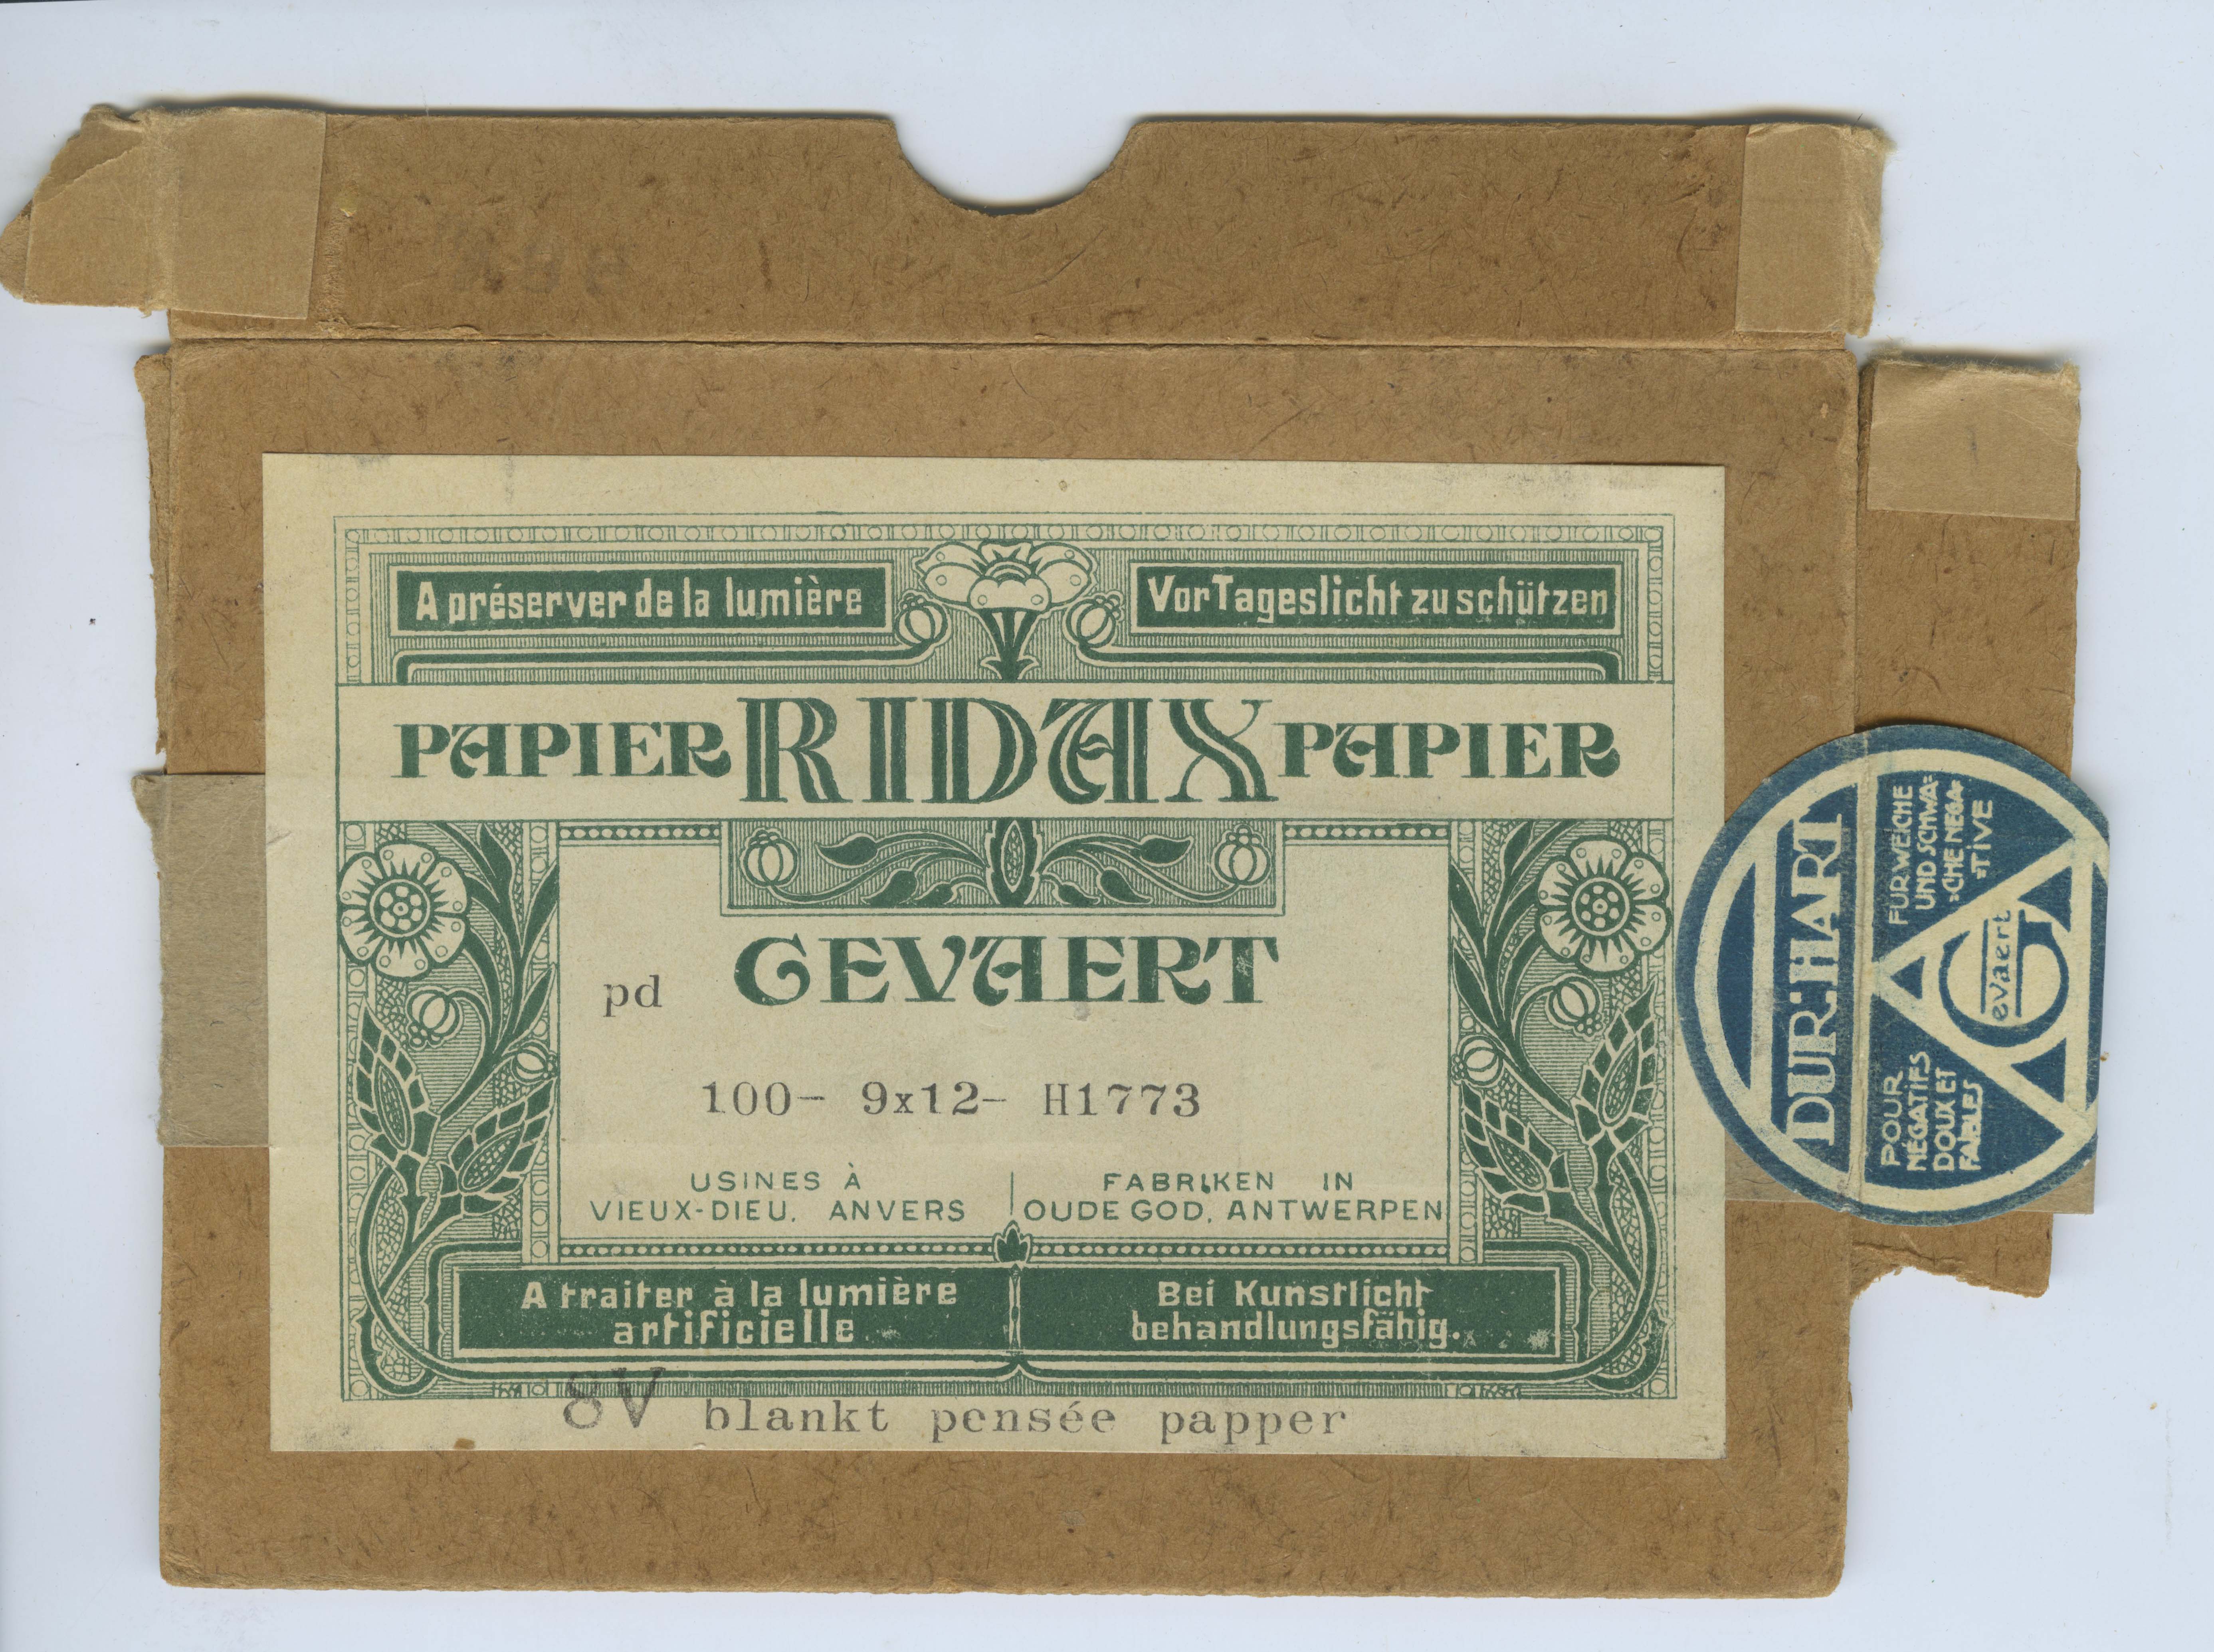 A préserver de la lumière
Vor Tageslicht zu schützen
PAPIER RIDAX PAPIER
GEVAERT
pd
100- 9x12- H1773
USINES À
VIEUX-DIEU, ANVERS
FABRIKEN IN
OUDE GOD, ANTWERPEN
A traiter à la lumière
artificielle
Bei Kunstlicht
behandlungsfähig.
8V blankt pensée papper
DUR:HART
POUR
NÉGATIFS
DOUX ET
FAIBLES
FÜR WEICHE
UND SCHWA=
=CHE NEGA=
=TIVE
Gevaert